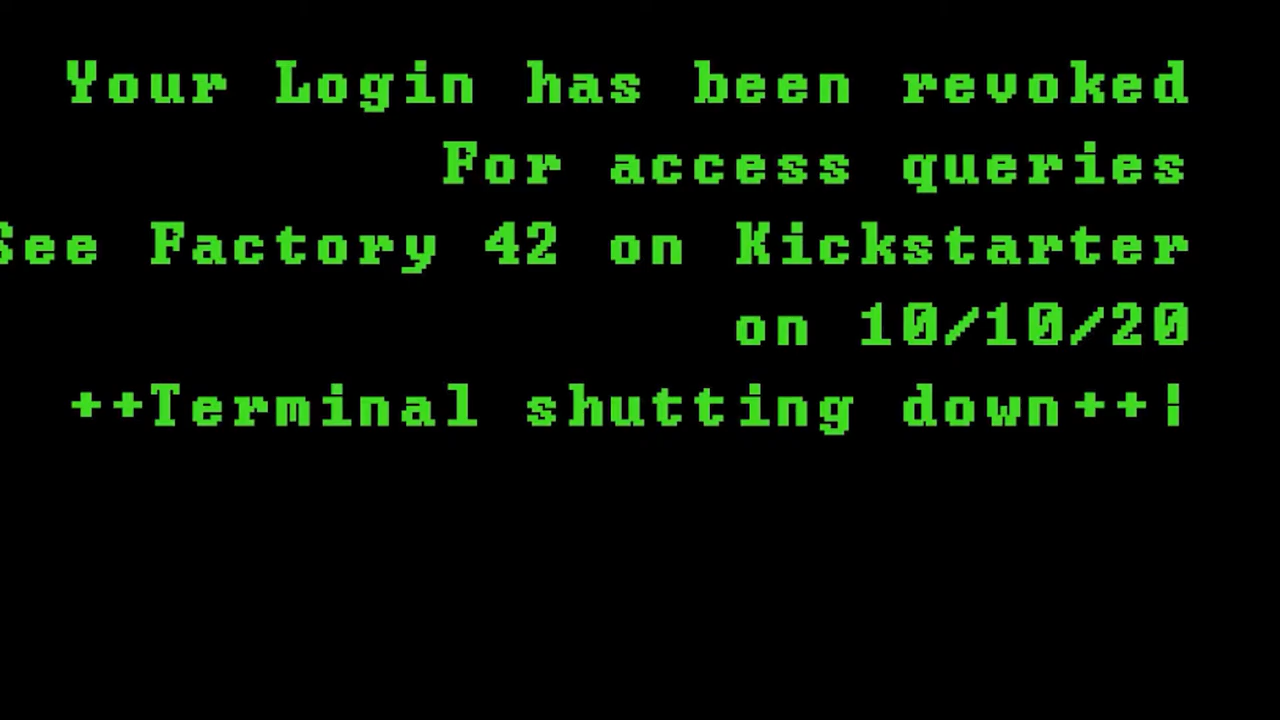 Your Login has been revoked
For access queries
See Factory 42 on Kickstarter
on 10/10/20
++Terminal shutting down++!